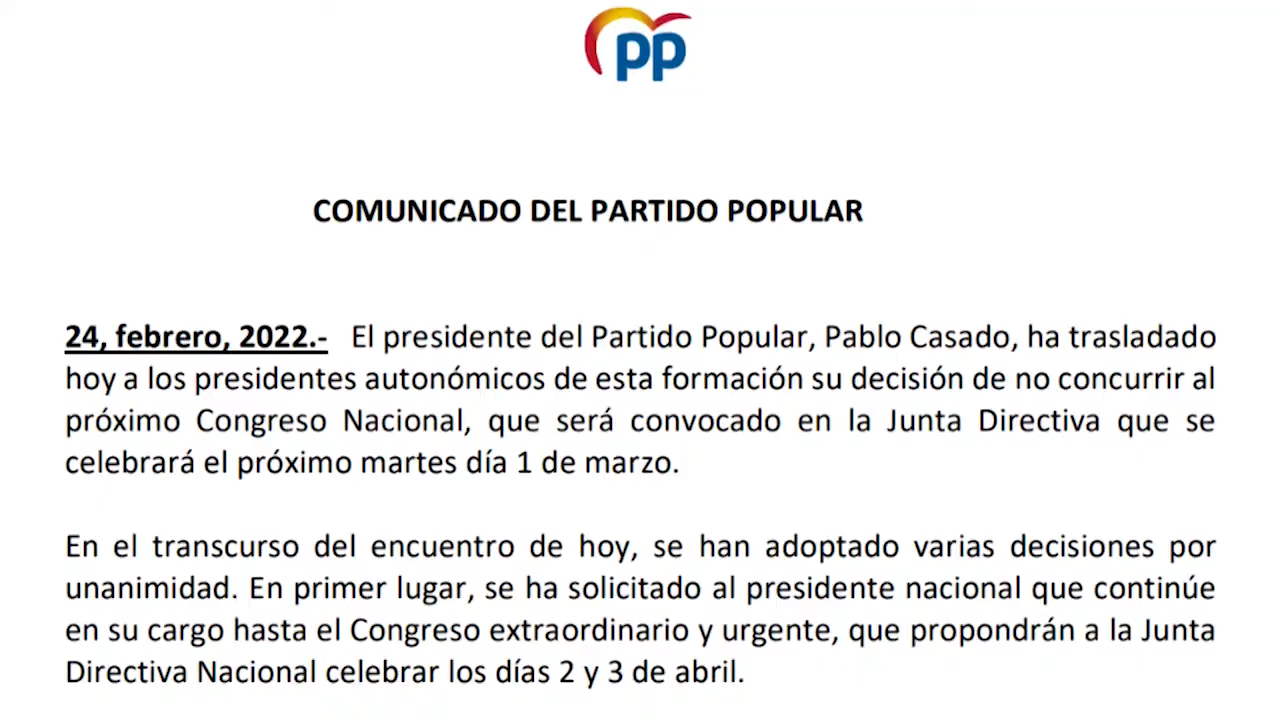 pp
COMUNICADO DEL PARTIDO POPULAR
24, febrero, 2022.- El presidente del Partido Popular, Pablo Casado, ha trasladado
hoy a los presidentes autonómicos de esta formación su decisión de no concurrir al
próximo Congreso Nacional, que será convocado en la Junta Directiva que se
celebrará el próximo martes día 1 de marzo.
En el transcurso del encuentro de hoy, se han adoptado varias decisiones por
unanimidad. En primer lugar, se ha solicitado al presidente nacional que continúe
en su cargo hasta el Congreso extraordinario y urgente, que propondrán a la Junta
Directiva Nacional celebrar los días 2 y 3 de abril.